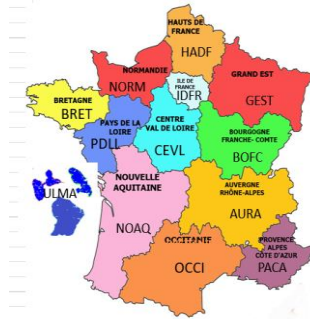 HAUTS DE
FRANCE
HADF
NORMANDIE
NORM
ILE DE
FRANCE
IDFR
GRAND EST
GEST
BRETAGNE
BRET
PAYS DE LA
LOIRE
PDLL
CENTRE
VAL DE LOIRE
CEVL
BOURGOGNE
FRANCHE- COMTE
BOFC
ULMA
NOUVELLE
AQUITAINE
NOAQ
AUVERGNE
RHÔNE-ALPES
AURA
OCCITANIE
OCCI
PROVENCE
ALPES
CÔTE D'AZUR
PACA